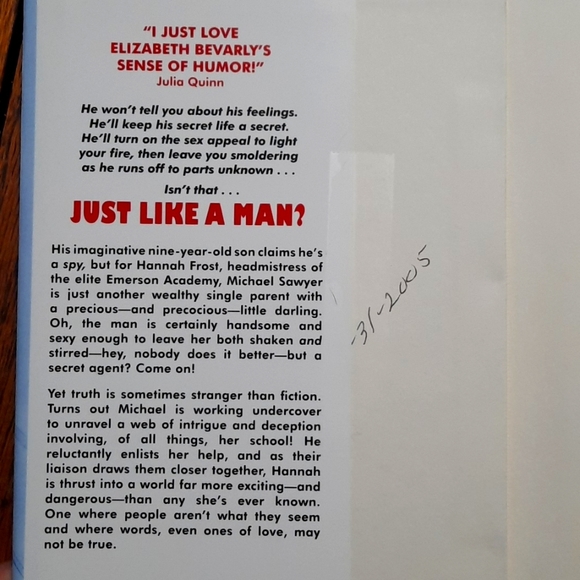 "I JUST LOVE
ELIZABETH BEVARLY'S
SENSE OF HUMOR!"
Julia Quinn
He won't tell you about his feelings.
He'll keep his secret life a secret.
He'll turn on the sex appeal to light
your fire, then leave you smoldering
as he runs off to parts unknown . . .
Isn't that . . .
JUST LIKE A MAN?
His imaginative nine-year-old son claims he's
a spy, but for Hannah Frost, headmistress of
the elite Emerson Academy, Michael Sawyer
is just another wealthy single parent with
a precious—and precocious—little darling.
Oh, the man is certainly handsome and
sexy enough to leave her both shaken and
stirred—hey, nobody does it better—but a
secret agent? Come on!
Yet truth is sometimes stranger than fiction.
Turns out Michael is working undercover
to unravel a web of intrigue and deception
involving, of all things, her school! He
reluctantly enlists her help, and as their
liaison draws them closer together, Hannah
is thrust into a world far more exciting—and
dangerous—than any she's ever known.
One where people aren't what they seem
and where words, even ones of love, may
not be true.
-31-2005